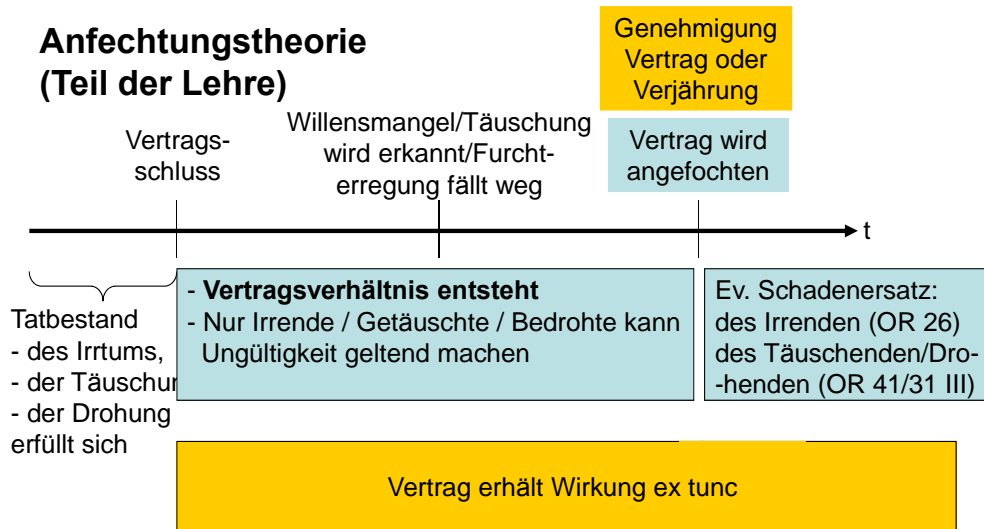 Anfechtungstheorie
(Teil der Lehre)
Genehmigung
Vertrag oder
Verjährung
Vertrags-
schluss
Willensmangel/Täuschung
wird erkannt/Furcht-
erregung fällt weg
Vertrag wird
angefochten
t
Tatbestand
- des Irrtums,
- der Täuschur
- der Drohung
erfüllt sich
- Vertragsverhältnis entsteht
- Nur Irrende / Getäuschte / Bedrohte kann
Ungültigkeit geltend machen
Ev. Schadenersatz:
des Irrenden (OR 26)
des Täuschenden/Dro-
-henden (OR 41/31 III)
Vertrag erhält Wirkung ex tunc